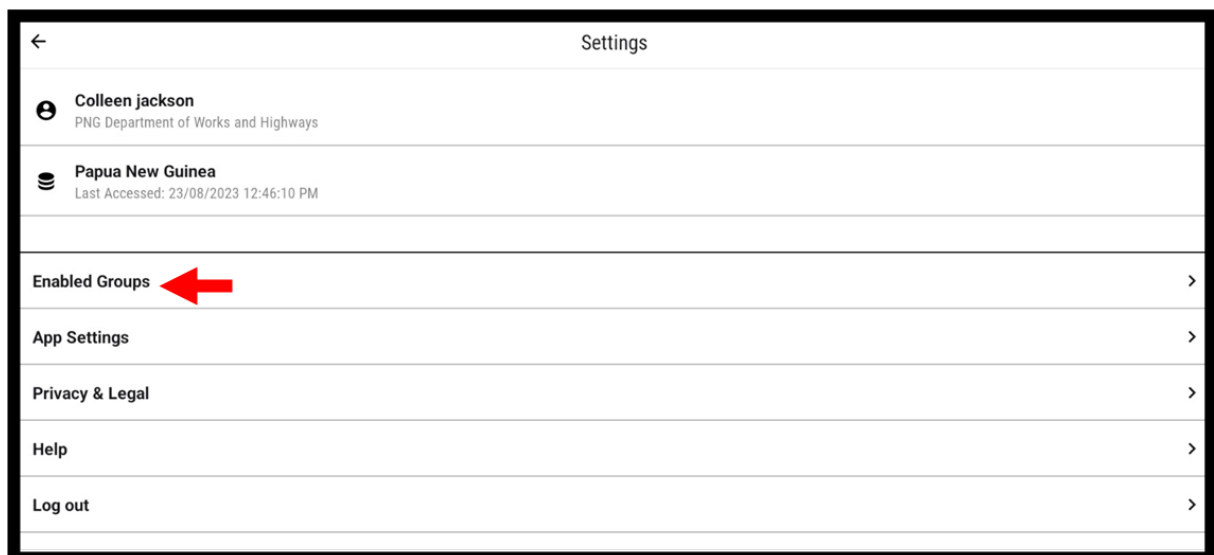 Settings
Colleen jackson
PNG Department of Works and Highways
Papua New Guinea
Last Accessed: 23/08/2023 12:46:10 PM
Enabled Groups
App Settings
Privacy & Legal
Help
Log out